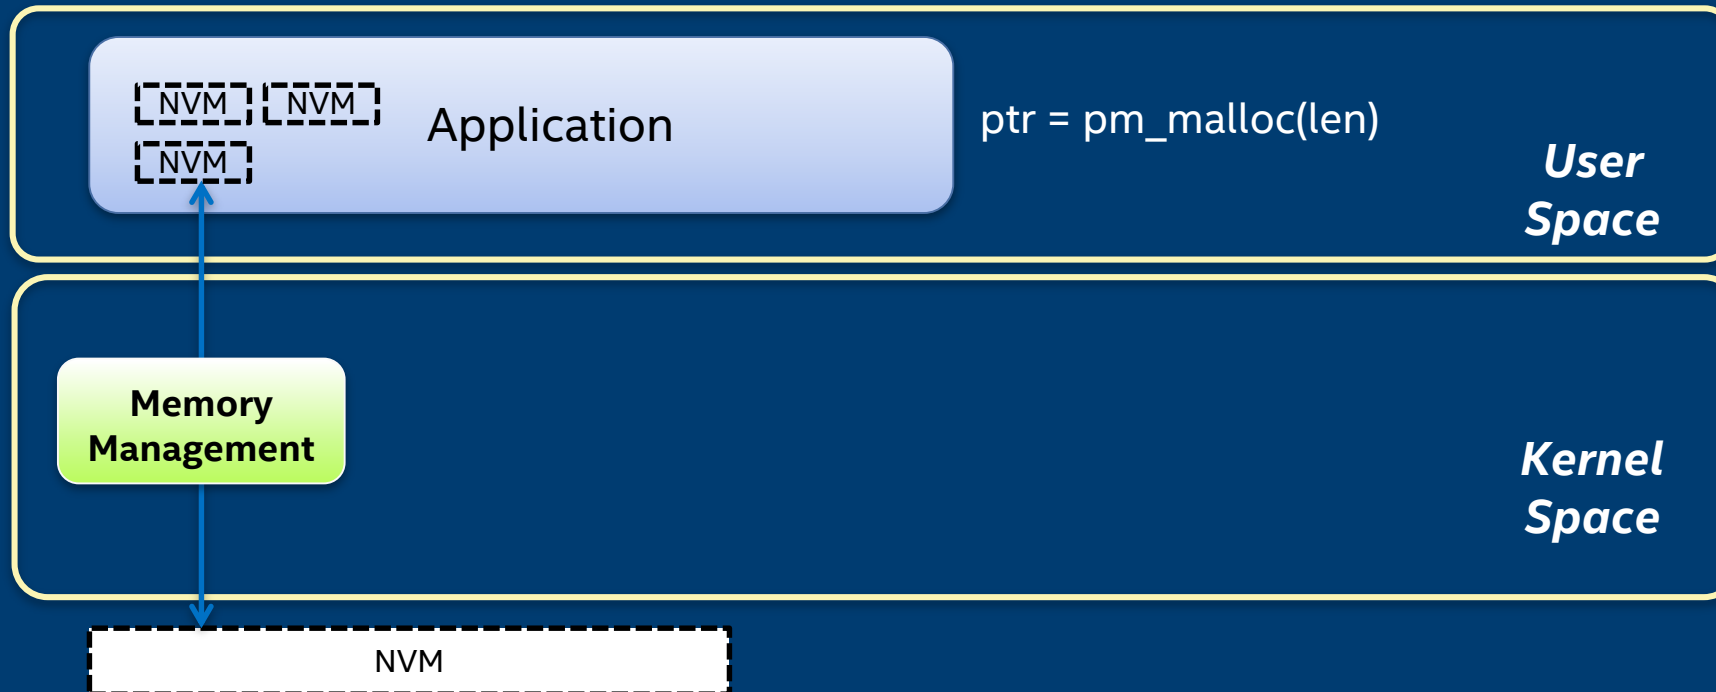 NVM NVM
NVM
Application
ptr = pm_malloc(len)
User
Space
Memory
Management
Kernel
Space
NVM